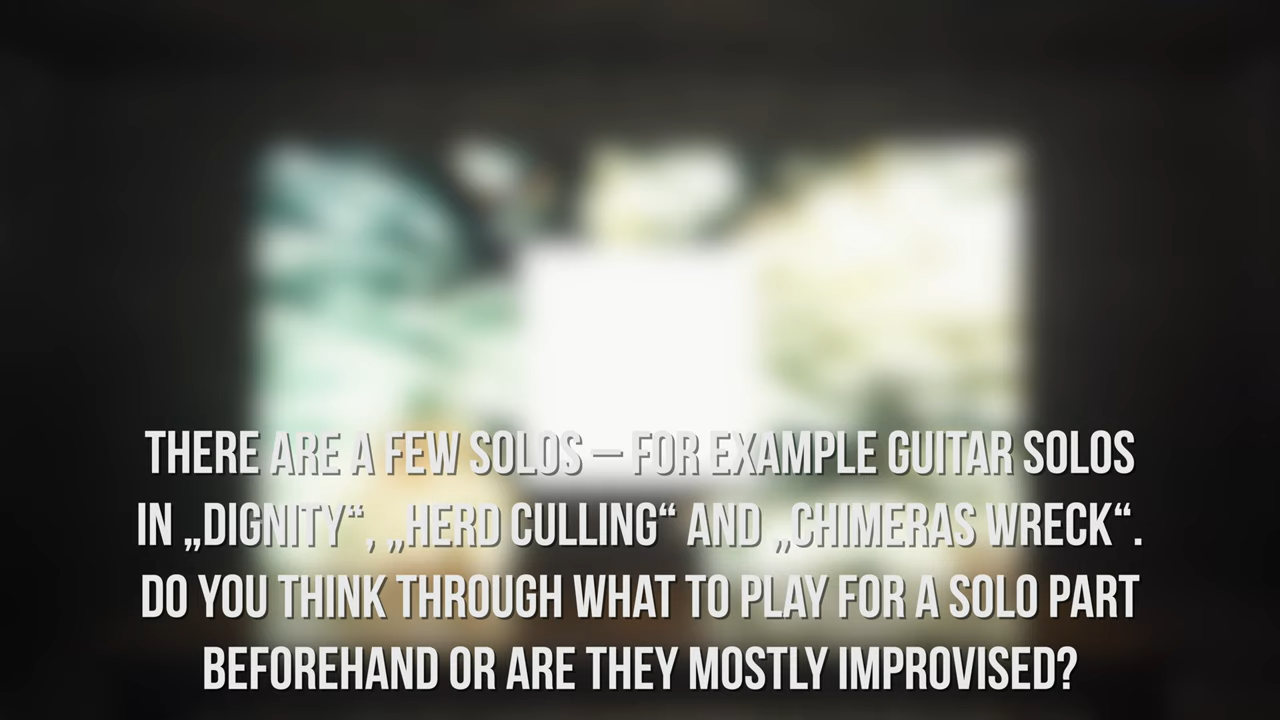 THERE ARE A FEW SOLOS – FOR EXAMPLE GUITAR SOLOS
IN „DIGNITY“, „HERD CULLING“ AND „CHIMERAS WRECK“.
DO YOU THINK THROUGH WHAT TO PLAY FOR A SOLO PART
BEFOREHAND OR ARE THEY MOSTLY IMPROVISED?